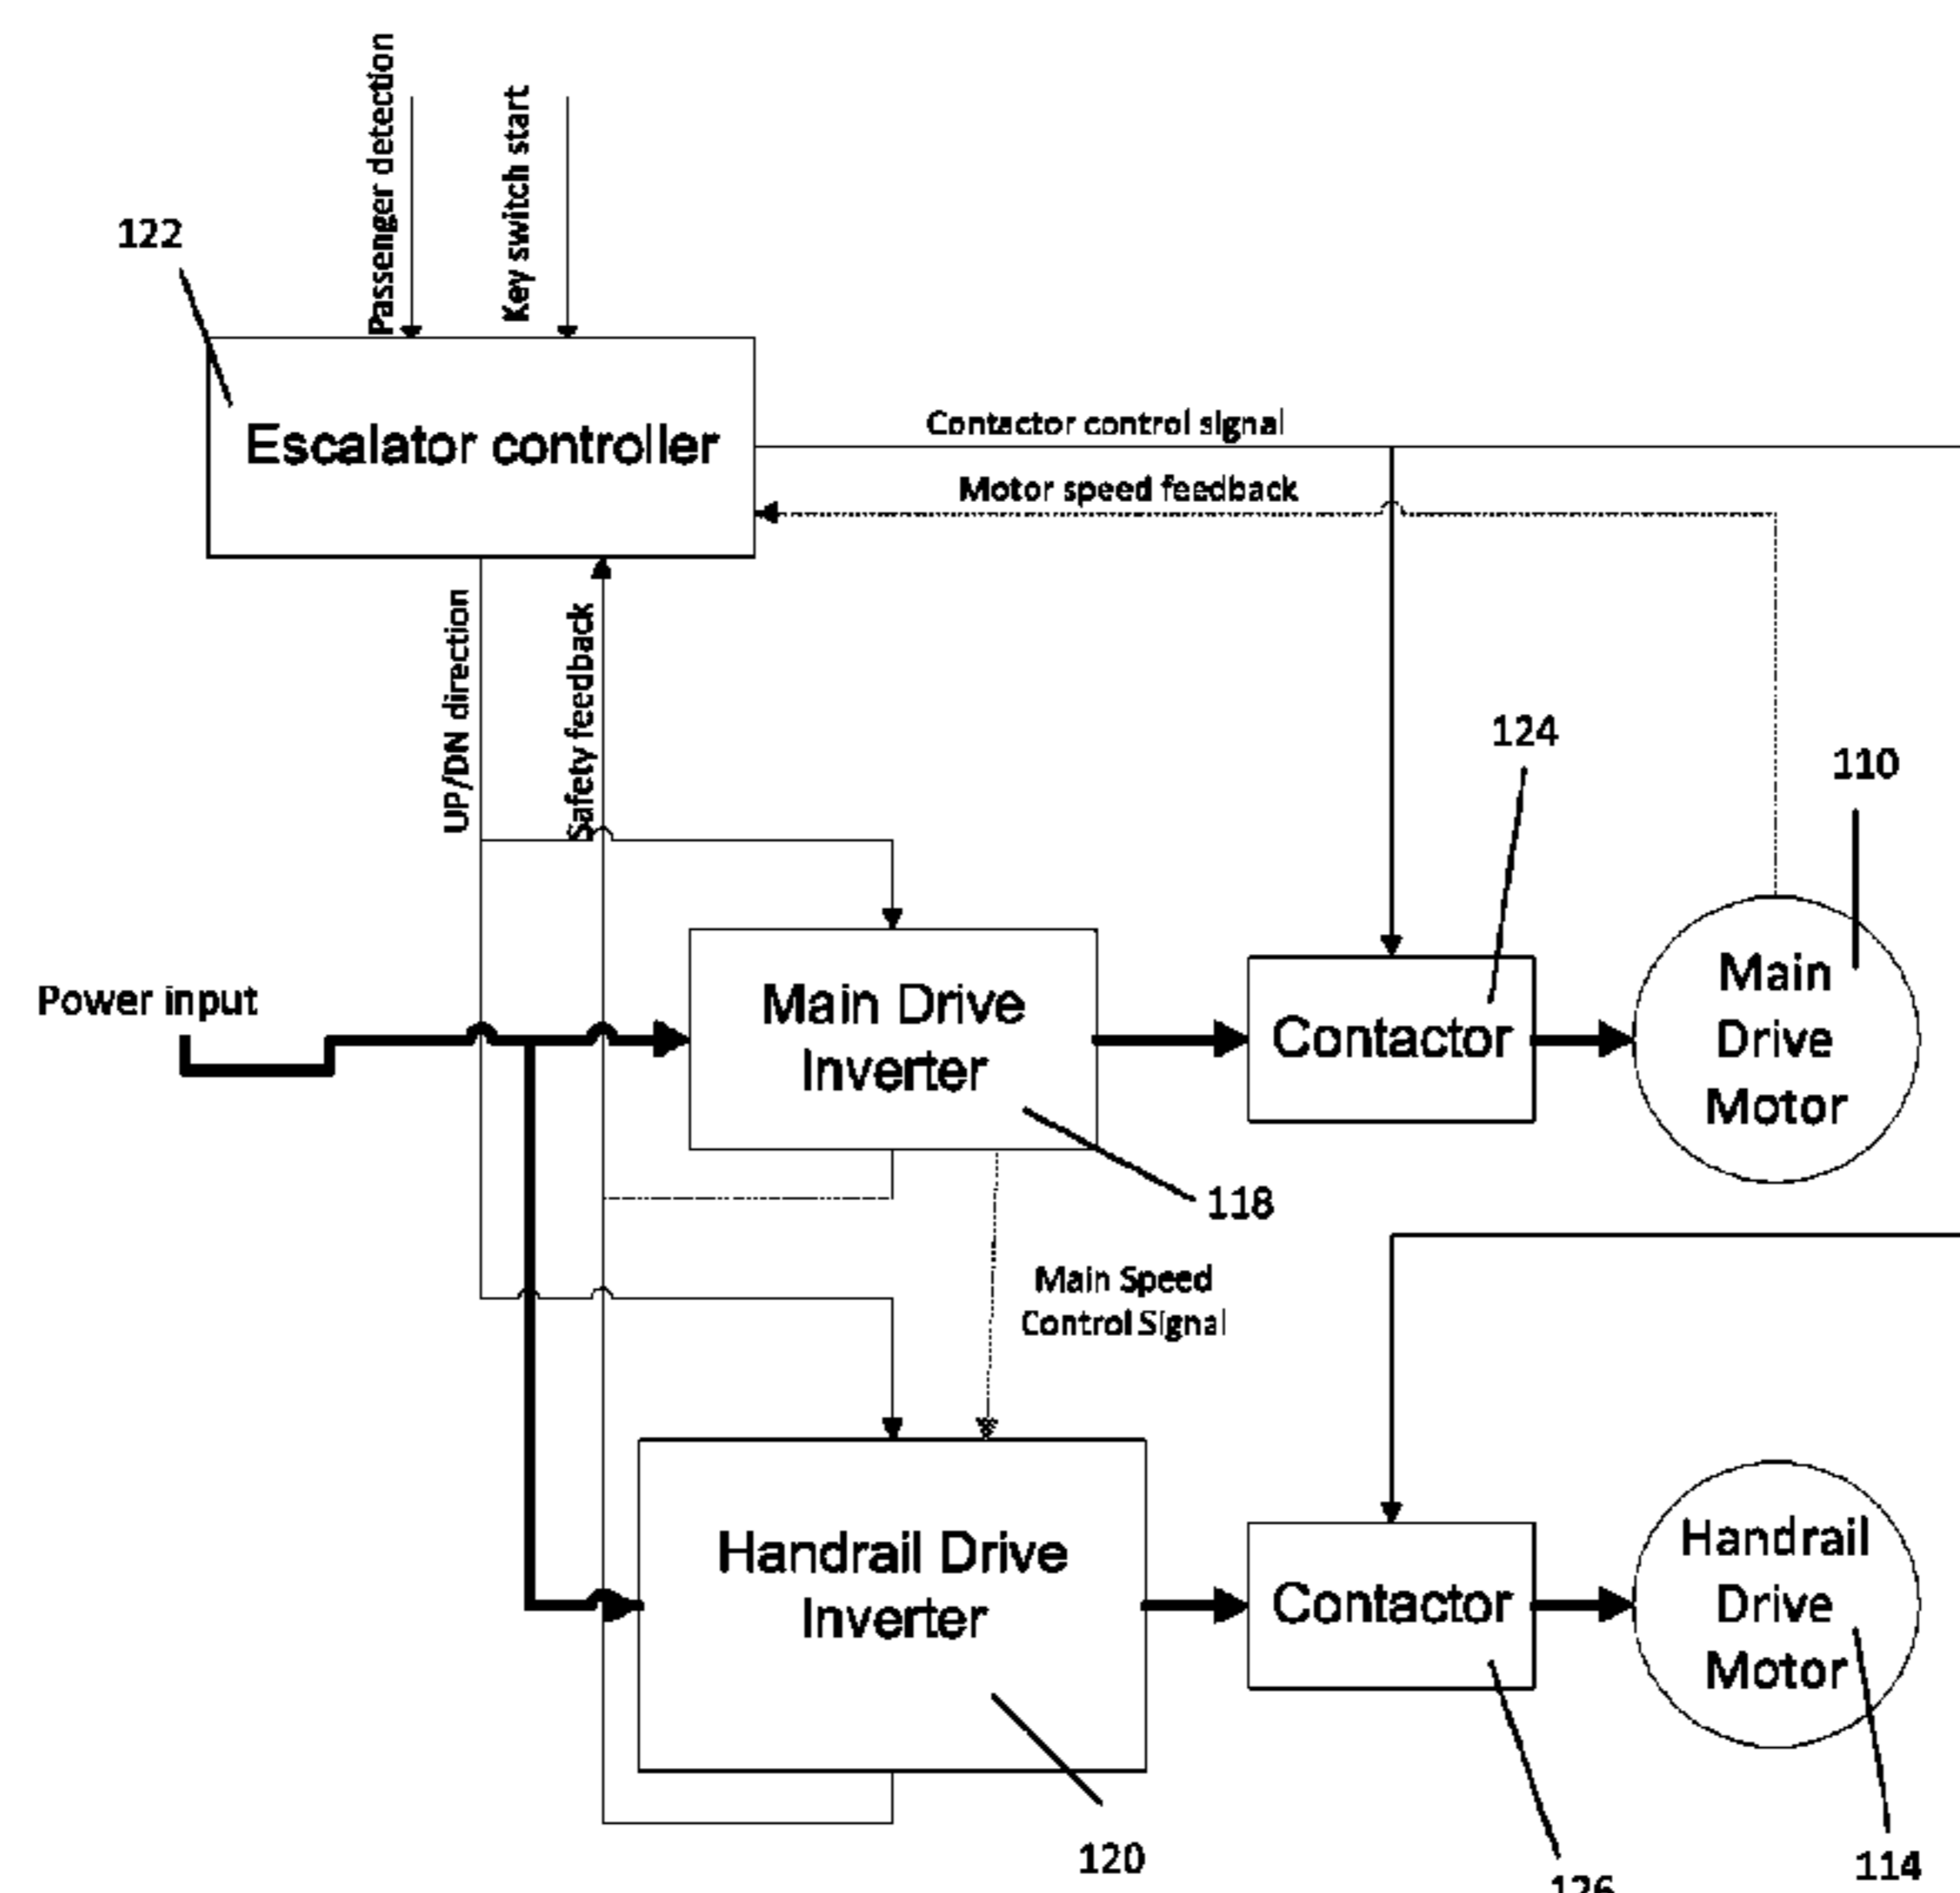 Passenger detection
Key switch start
122
Escalator controller
Contactor control signal
Motor speed feedback
UP/DN direction
Safety feedback
124
110
Power input
Main Drive
Inverter
Contactor
Main
Drive
Motor
118
Main Speed
Control Signal
Handrail Drive
Inverter
Contactor
Handrail
Drive
Motor
120
126
114